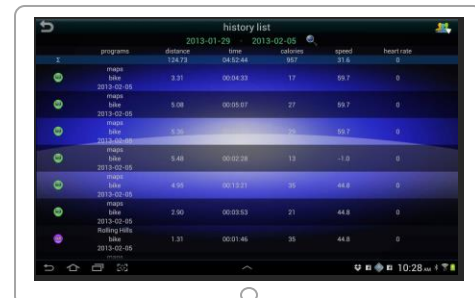 history list
2013-01-29 - 2013-02-05
programs distance time calories speed heart rate
Σ 124.73 04:52:44 957 31.6 0
maps
bike 3.31 00:04:33 17 59.7 0
2013-02-05
maps
bike 5.08 00:05:07 27 59.7 0
2013-02-05
maps
bike 59.7 0
2013-02-05
maps
bike 5.48 00:02:28 13 -1.0 0
2013-02-05
maps
bike 4.95 00:13:21 35 44.8 0
2013-02-05
maps
bike 2.90 00:03:53 21 44.8 0
2013-02-05
Rolling Hills
bike 1.31 00:01:46 35 44.8 0
2013-02-05
maps
10:28 AM